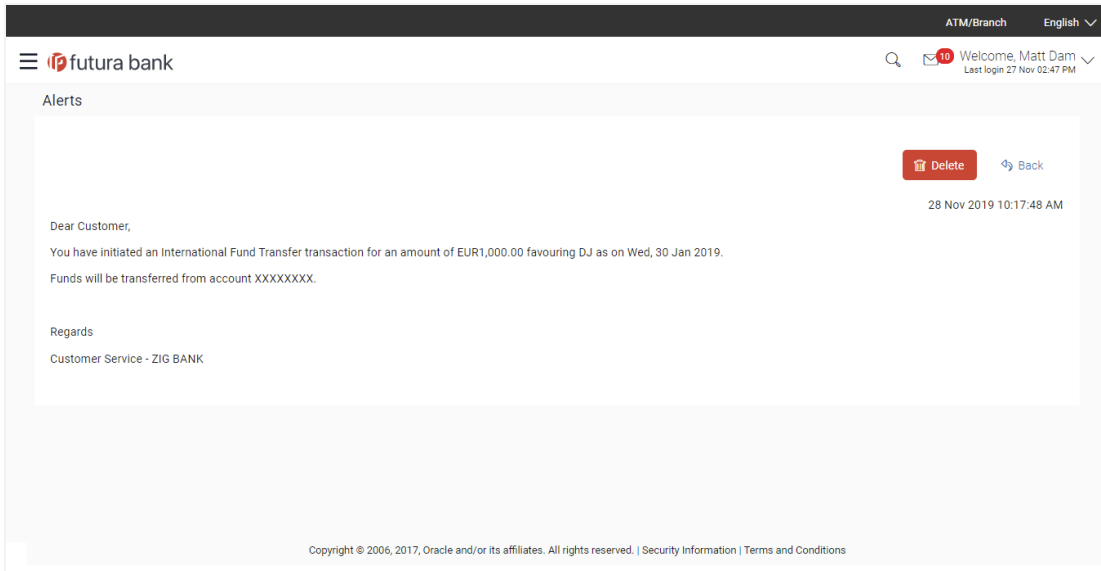 ATM/Branch English
futura bank
10 Welcome, Matt Dam
Last login 27 Nov 02:47 PM
Alerts
Delete Back
28 Nov 2019 10:17:48 AM
Dear Customer,
You have initiated an International Fund Transfer transaction for an amount of EUR1,000.00 favouring DJ as on Wed, 30 Jan 2019.
Funds will be transferred from account XXXXXXXX.
Regards
Customer Service - ZIG BANK
Copyright © 2006, 2017, Oracle and/or its affiliates. All rights reserved. | Security Information | Terms and Conditions